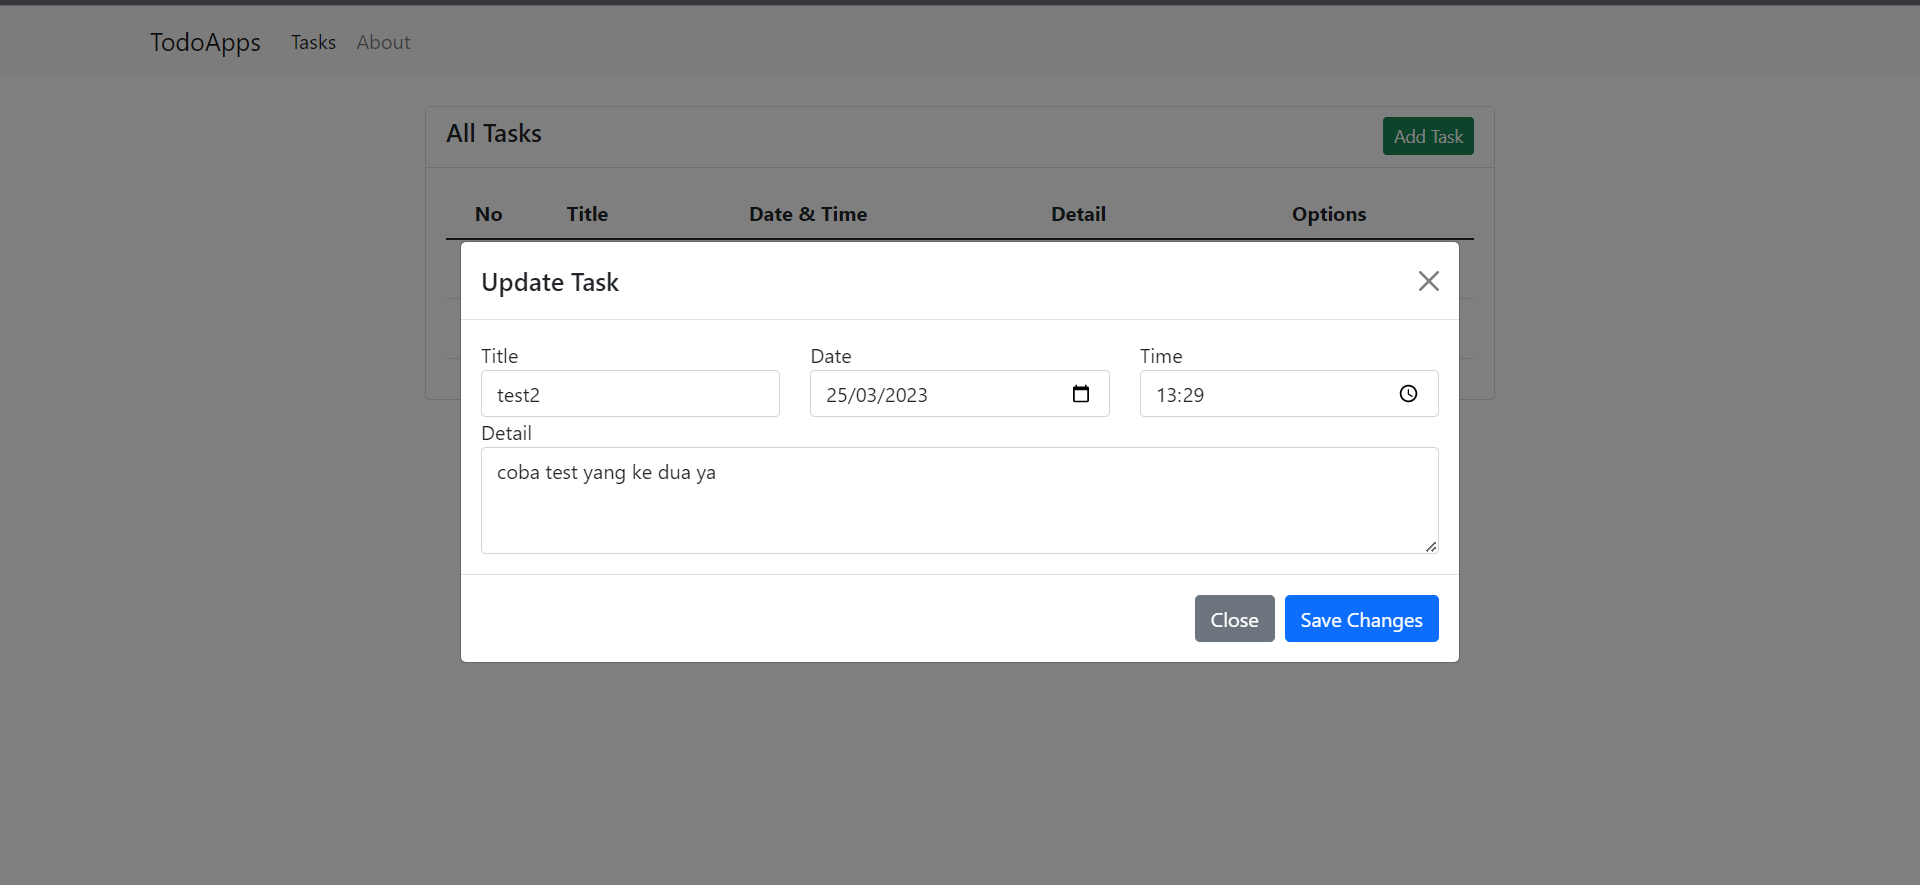 TodoApps Tasks About
All Tasks Add Task
No Title Date & Time Detail Options
Update Task
Title Date Time
test2 25/03/2023 13:29
Detail
coba test yang ke dua ya
Close Save Changes